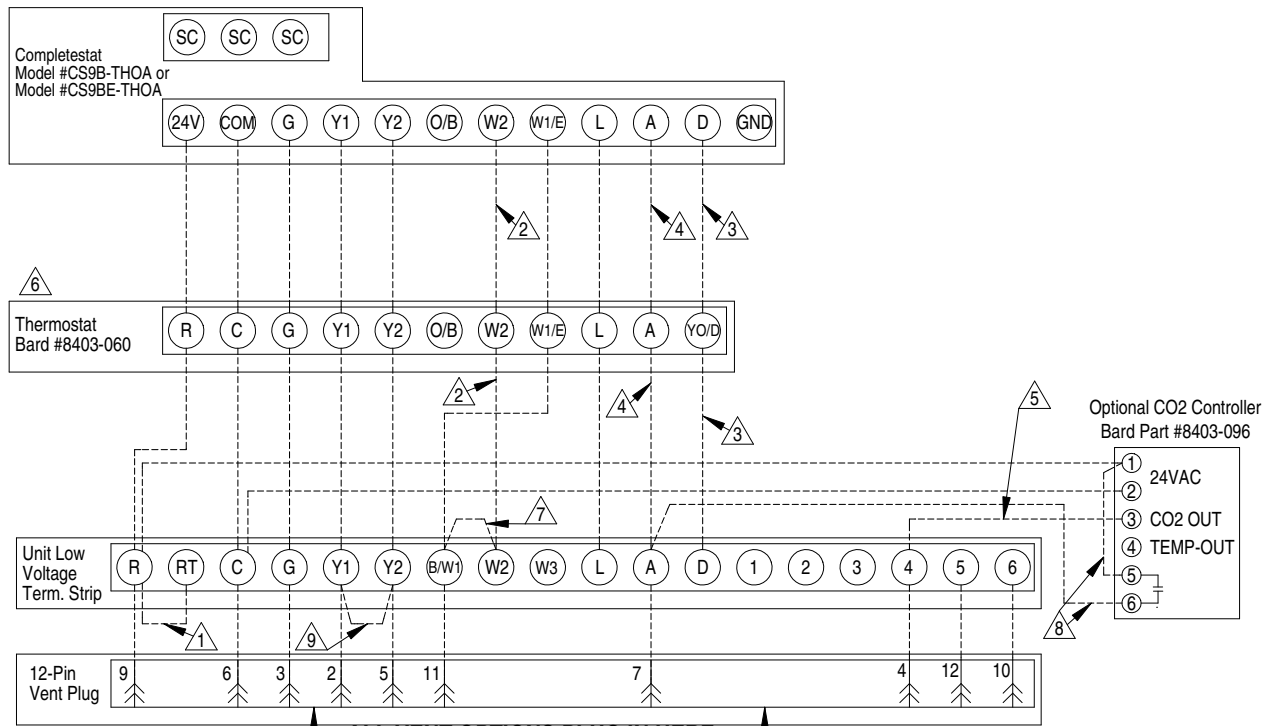 SC SC SC
Completestat
Model #CS9B-THOA or
Model #CS9BE-THOA
24V COM G Y1 Y2 O/B W2 W1/E L A D GND
2 4 3
6
Thermostat
Bard #8403-060
R C G Y1 Y2 O/B W2 W1/E L A YO/D
2 4 3 5
Optional CO2 Controller
Bard Part #8403-096
1 24VAC
2
3 CO2 OUT
4 TEMP-OUT
5
6
7
8
Unit Low
Voltage
Term. Strip
R RT C G Y1 Y2 B/W1 W2 W3 L A D 1 2 3 4 5 6
1 9
12-Pin
Vent Plug
9 6 3 2 5 11 7 4 12 10